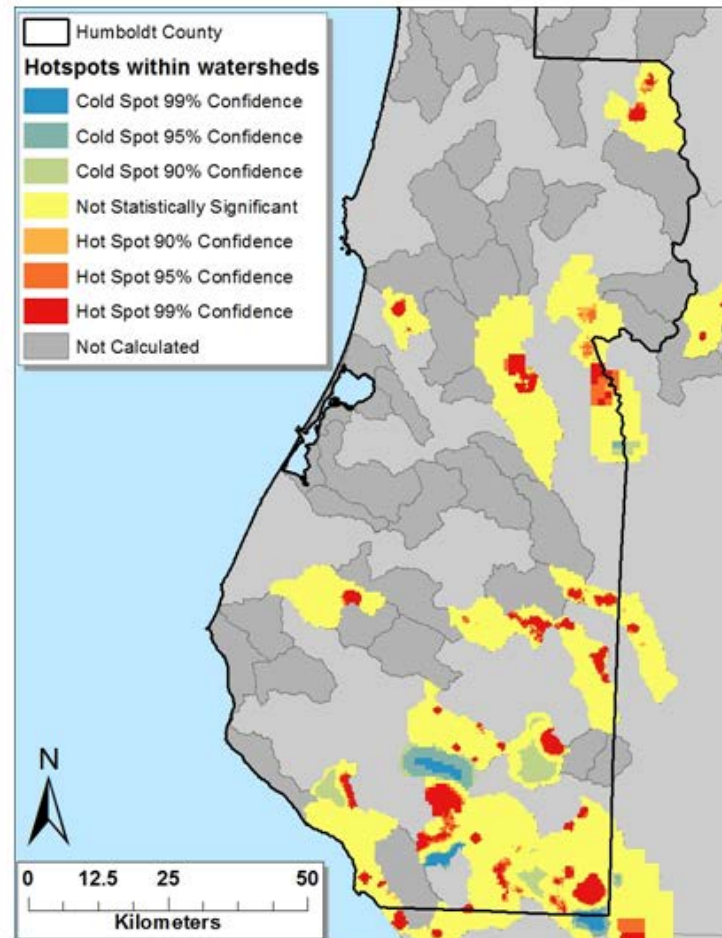 Humboldt County
Hotspots within watersheds
Cold Spot 99% Confidence
Cold Spot 95% Confidence
Cold Spot 90% Confidence
Not Statistically Significant
Hot Spot 90% Confidence
Hot Spot 95% Confidence
Hot Spot 99% Confidence
Not Calculated
N
0 12.5 25 50
Kilometers